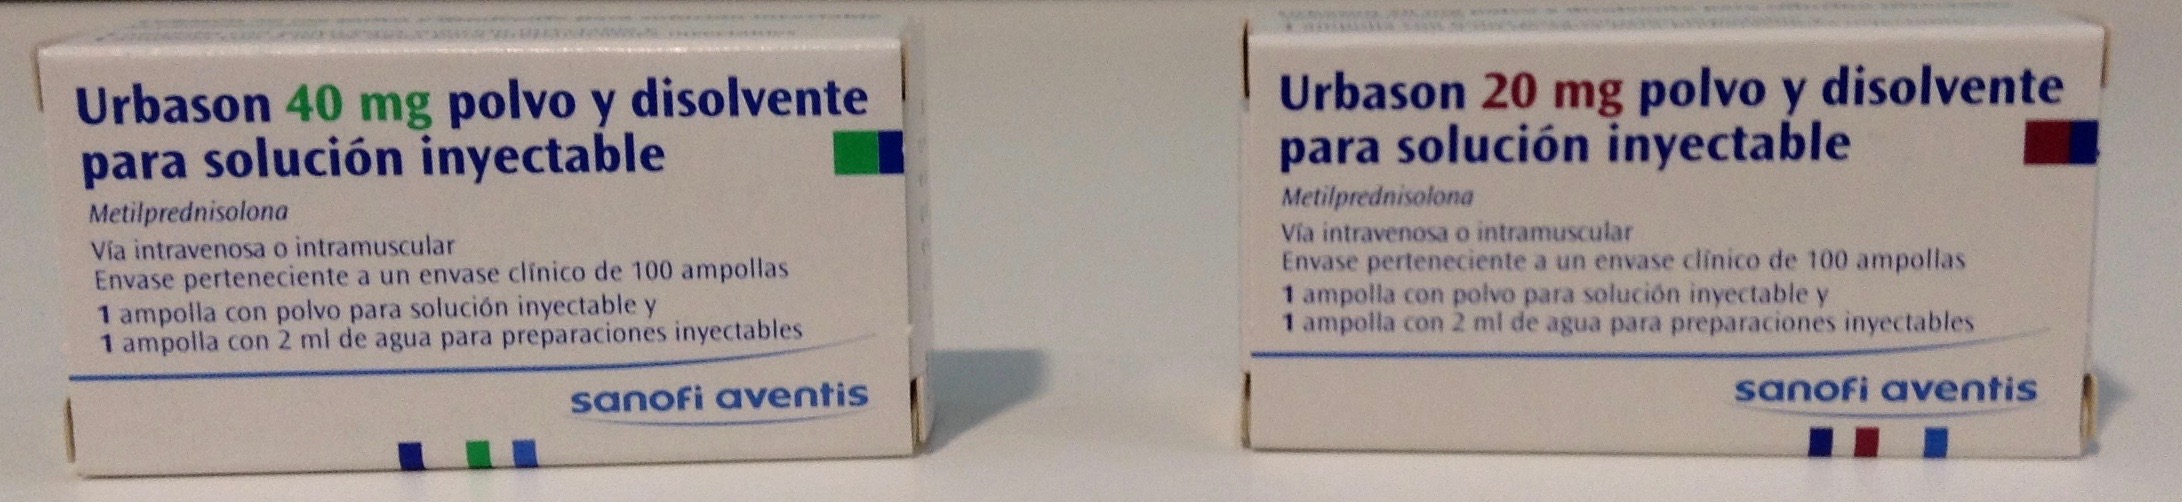 Urbason 40 mg polvo y disolvente
para solución inyectable
Metilprednisolona
Vía intravenosa o intramuscular
Envase perteneciente a un envase clínico de 100 ampollas
1 ampolla con polvo para solución inyectable y
1 ampolla con 2 ml de agua para preparaciones inyectables
sanofi aventis
Urbason 20 mg polvo y disolvente
para solución inyectable
Metilprednisolona
Vía intravenosa o intramuscular
Envase perteneciente a un envase clínico de 100 ampollas
1 ampolla con polvo para solución inyectable y
1 ampolla con 2 ml de agua para preparaciones inyectables
sanofi aventis